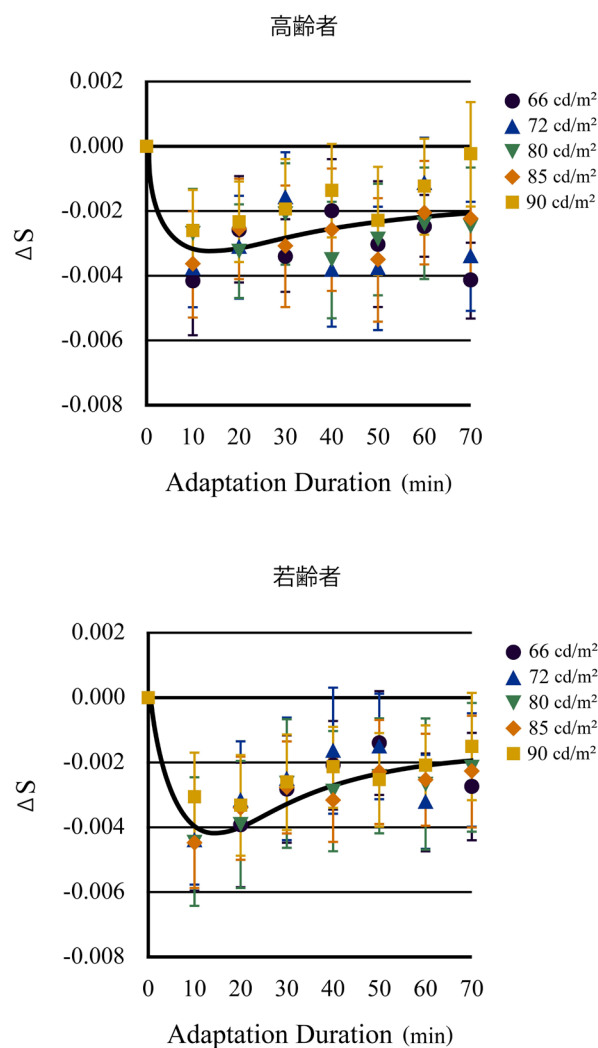 高齢者
0.002
0.000
-0.002
-0.004
-0.006
-0.008
ΔS
0 10 20 30 40 50 60 70
Adaptation Duration (min)
66 cd/m²
72 cd/m²
80 cd/m²
85 cd/m²
90 cd/m²
若齢者
0.002
0.000
-0.002
-0.004
-0.006
-0.008
ΔS
0 10 20 30 40 50 60 70
Adaptation Duration (min)
66 cd/m²
72 cd/m²
80 cd/m²
85 cd/m²
90 cd/m²